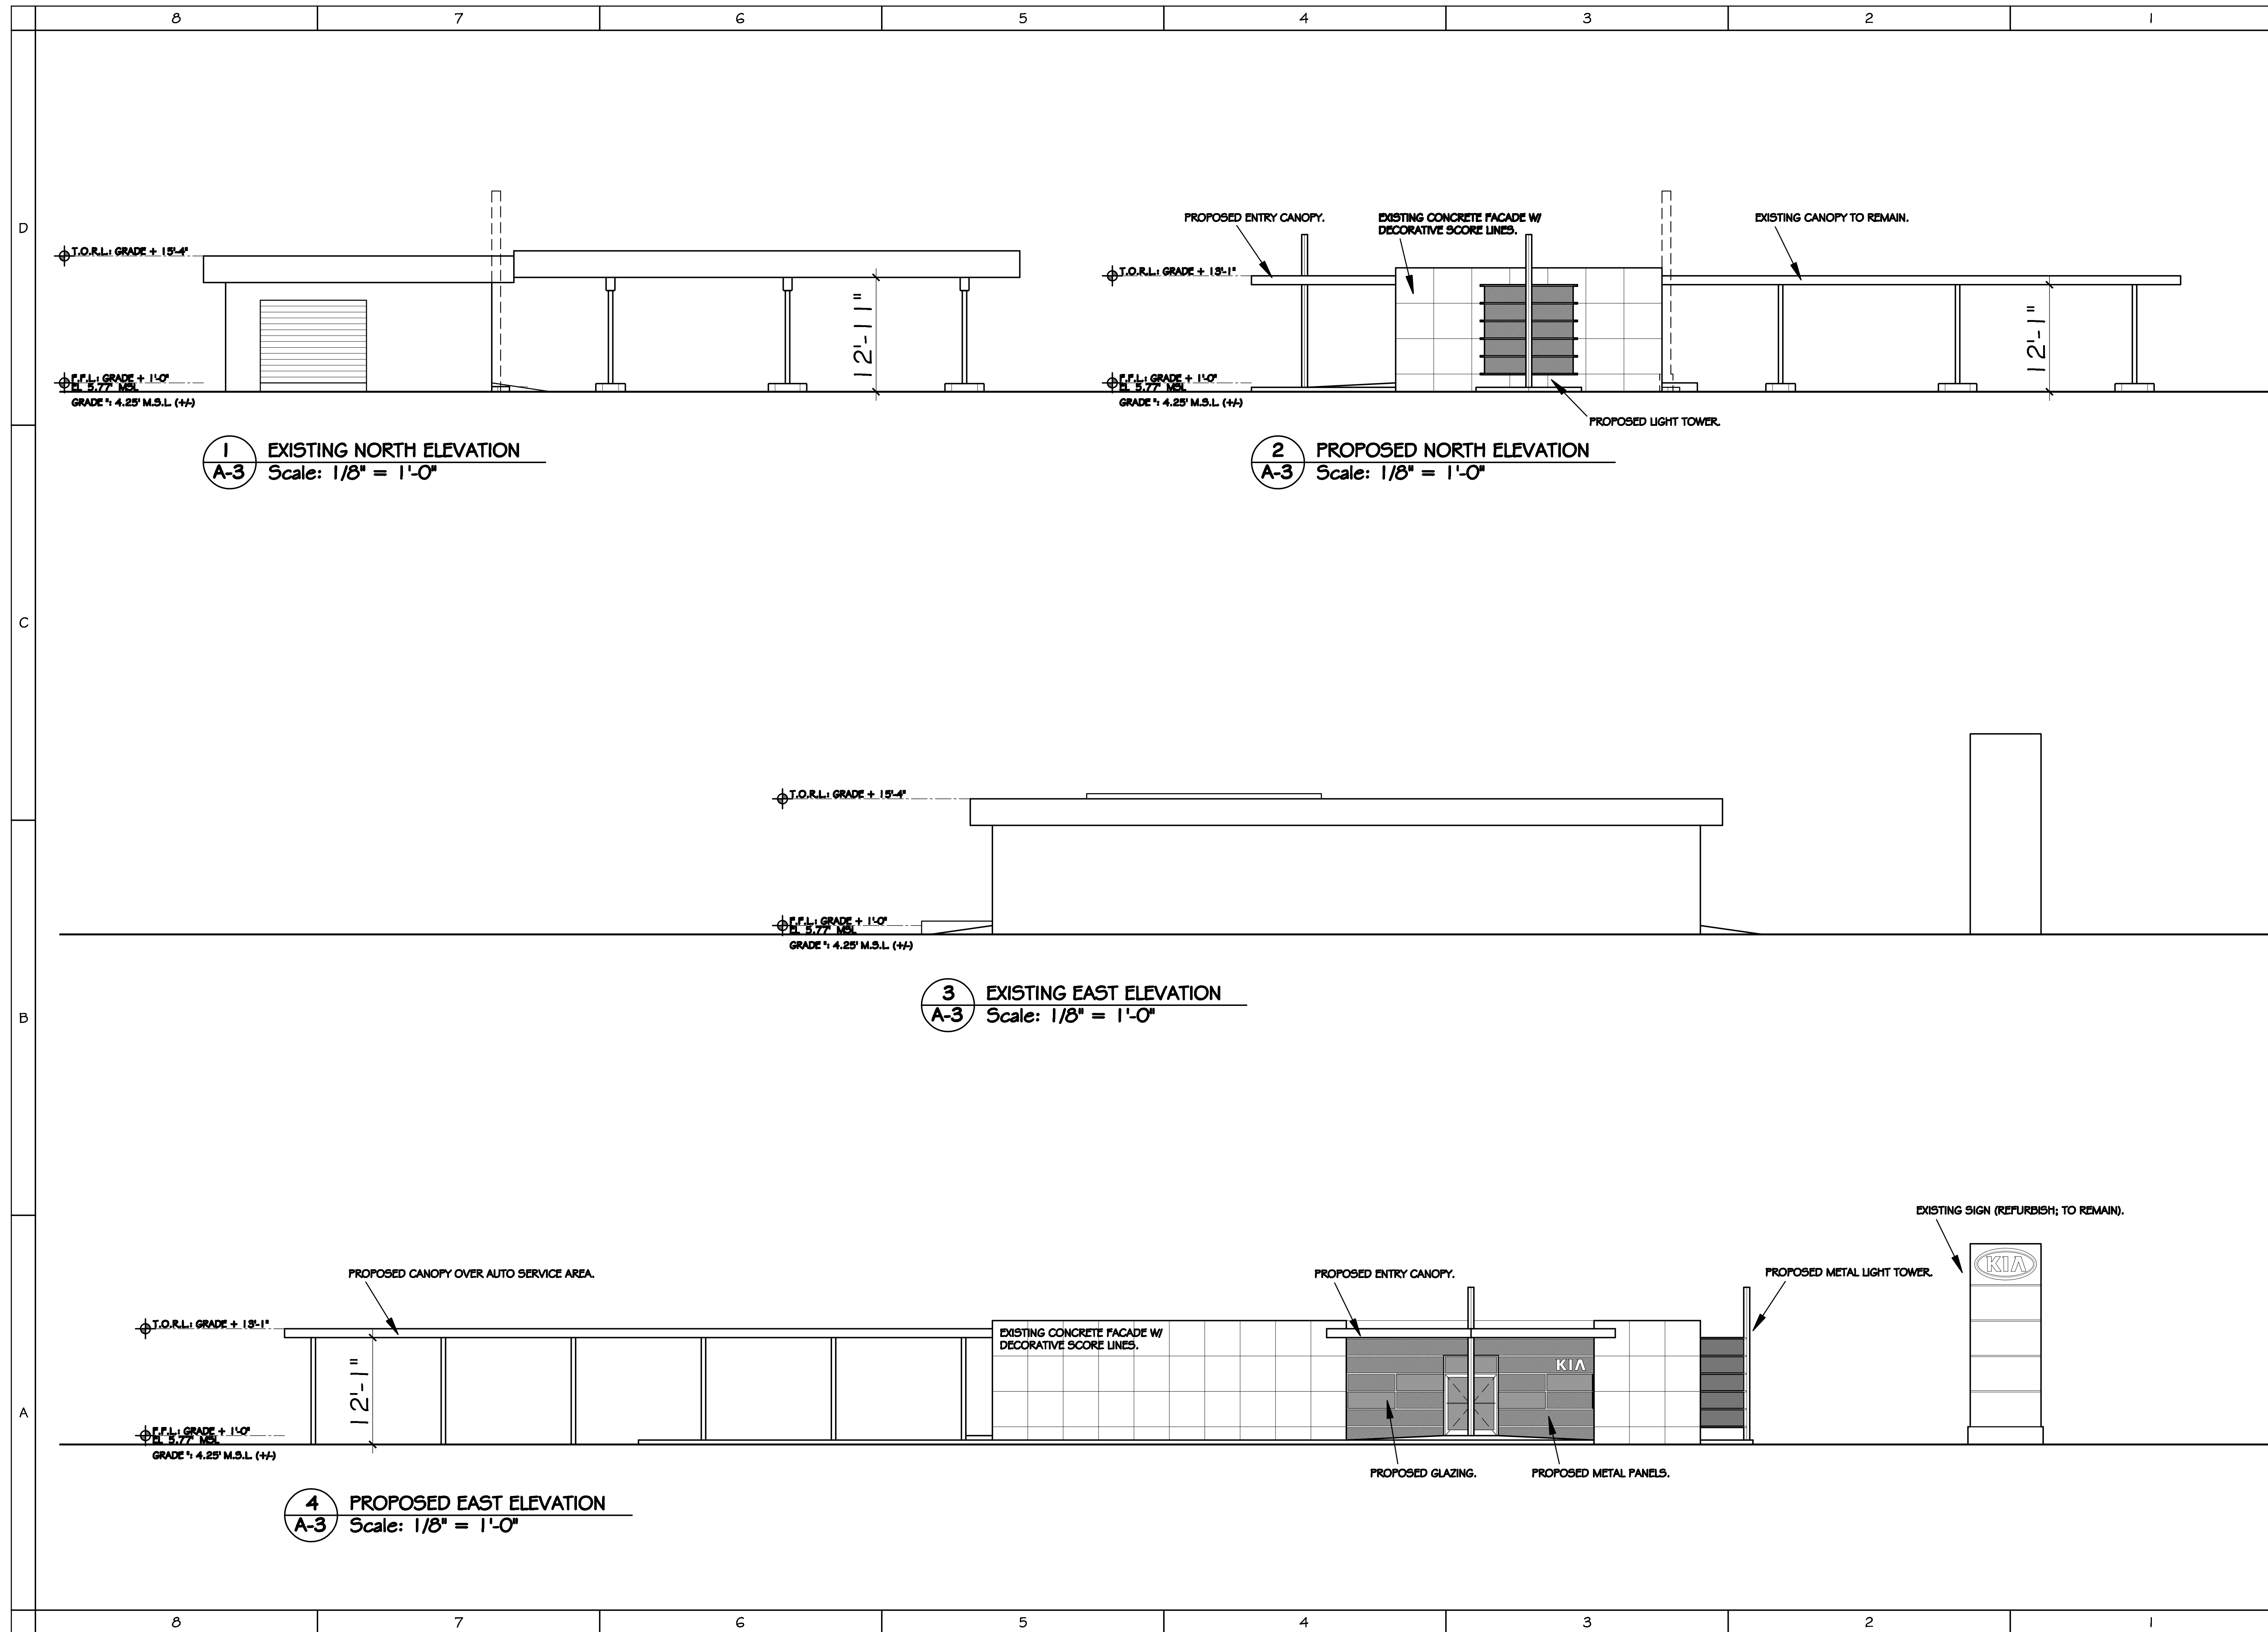 8 7 6 5 4 3 2 1
D
T.O.R.L.: GRADE + 15'-4"
12'-11"
F.F.L.: GRADE + 1'-0"
EL 5.77' MSL
GRADE ": 4.25' M.S.L. (+/-)
1
A-3
EXISTING NORTH ELEVATION
Scale: 1/8" = 1'-0"
PROPOSED ENTRY CANOPY.
EXISTING CONCRETE FACADE W/
DECORATIVE SCORE LINES.
EXISTING CANOPY TO REMAIN.
T.O.R.L.: GRADE + 13'-1"
12'-1"
F.F.L.: GRADE + 1'-0"
EL 5.77' MSL
GRADE ": 4.25' M.S.L. (+/-)
PROPOSED LIGHT TOWER.
2
A-3
PROPOSED NORTH ELEVATION
Scale: 1/8" = 1'-0"
C
T.O.R.L.: GRADE + 15'-4"
F.F.L.: GRADE + 1'-0"
EL 5.77' MSL
GRADE ": 4.25' M.S.L. (+/-)
3
A-3
EXISTING EAST ELEVATION
Scale: 1/8" = 1'-0"
B
EXISTING SIGN (REFURBISH; TO REMAIN).
KIA
PROPOSED CANOPY OVER AUTO SERVICE AREA.
PROPOSED ENTRY CANOPY.
PROPOSED METAL LIGHT TOWER.
T.O.R.L.: GRADE + 13'-1"
EXISTING CONCRETE FACADE W/
DECORATIVE SCORE LINES.
KIA
12'-1"
A
F.F.L.: GRADE + 1'-0"
EL 5.77' MSL
GRADE ": 4.25' M.S.L. (+/-)
PROPOSED GLAZING.
PROPOSED METAL PANELS.
4
A-3
PROPOSED EAST ELEVATION
Scale: 1/8" = 1'-0"
8 7 6 5 4 3 2 1